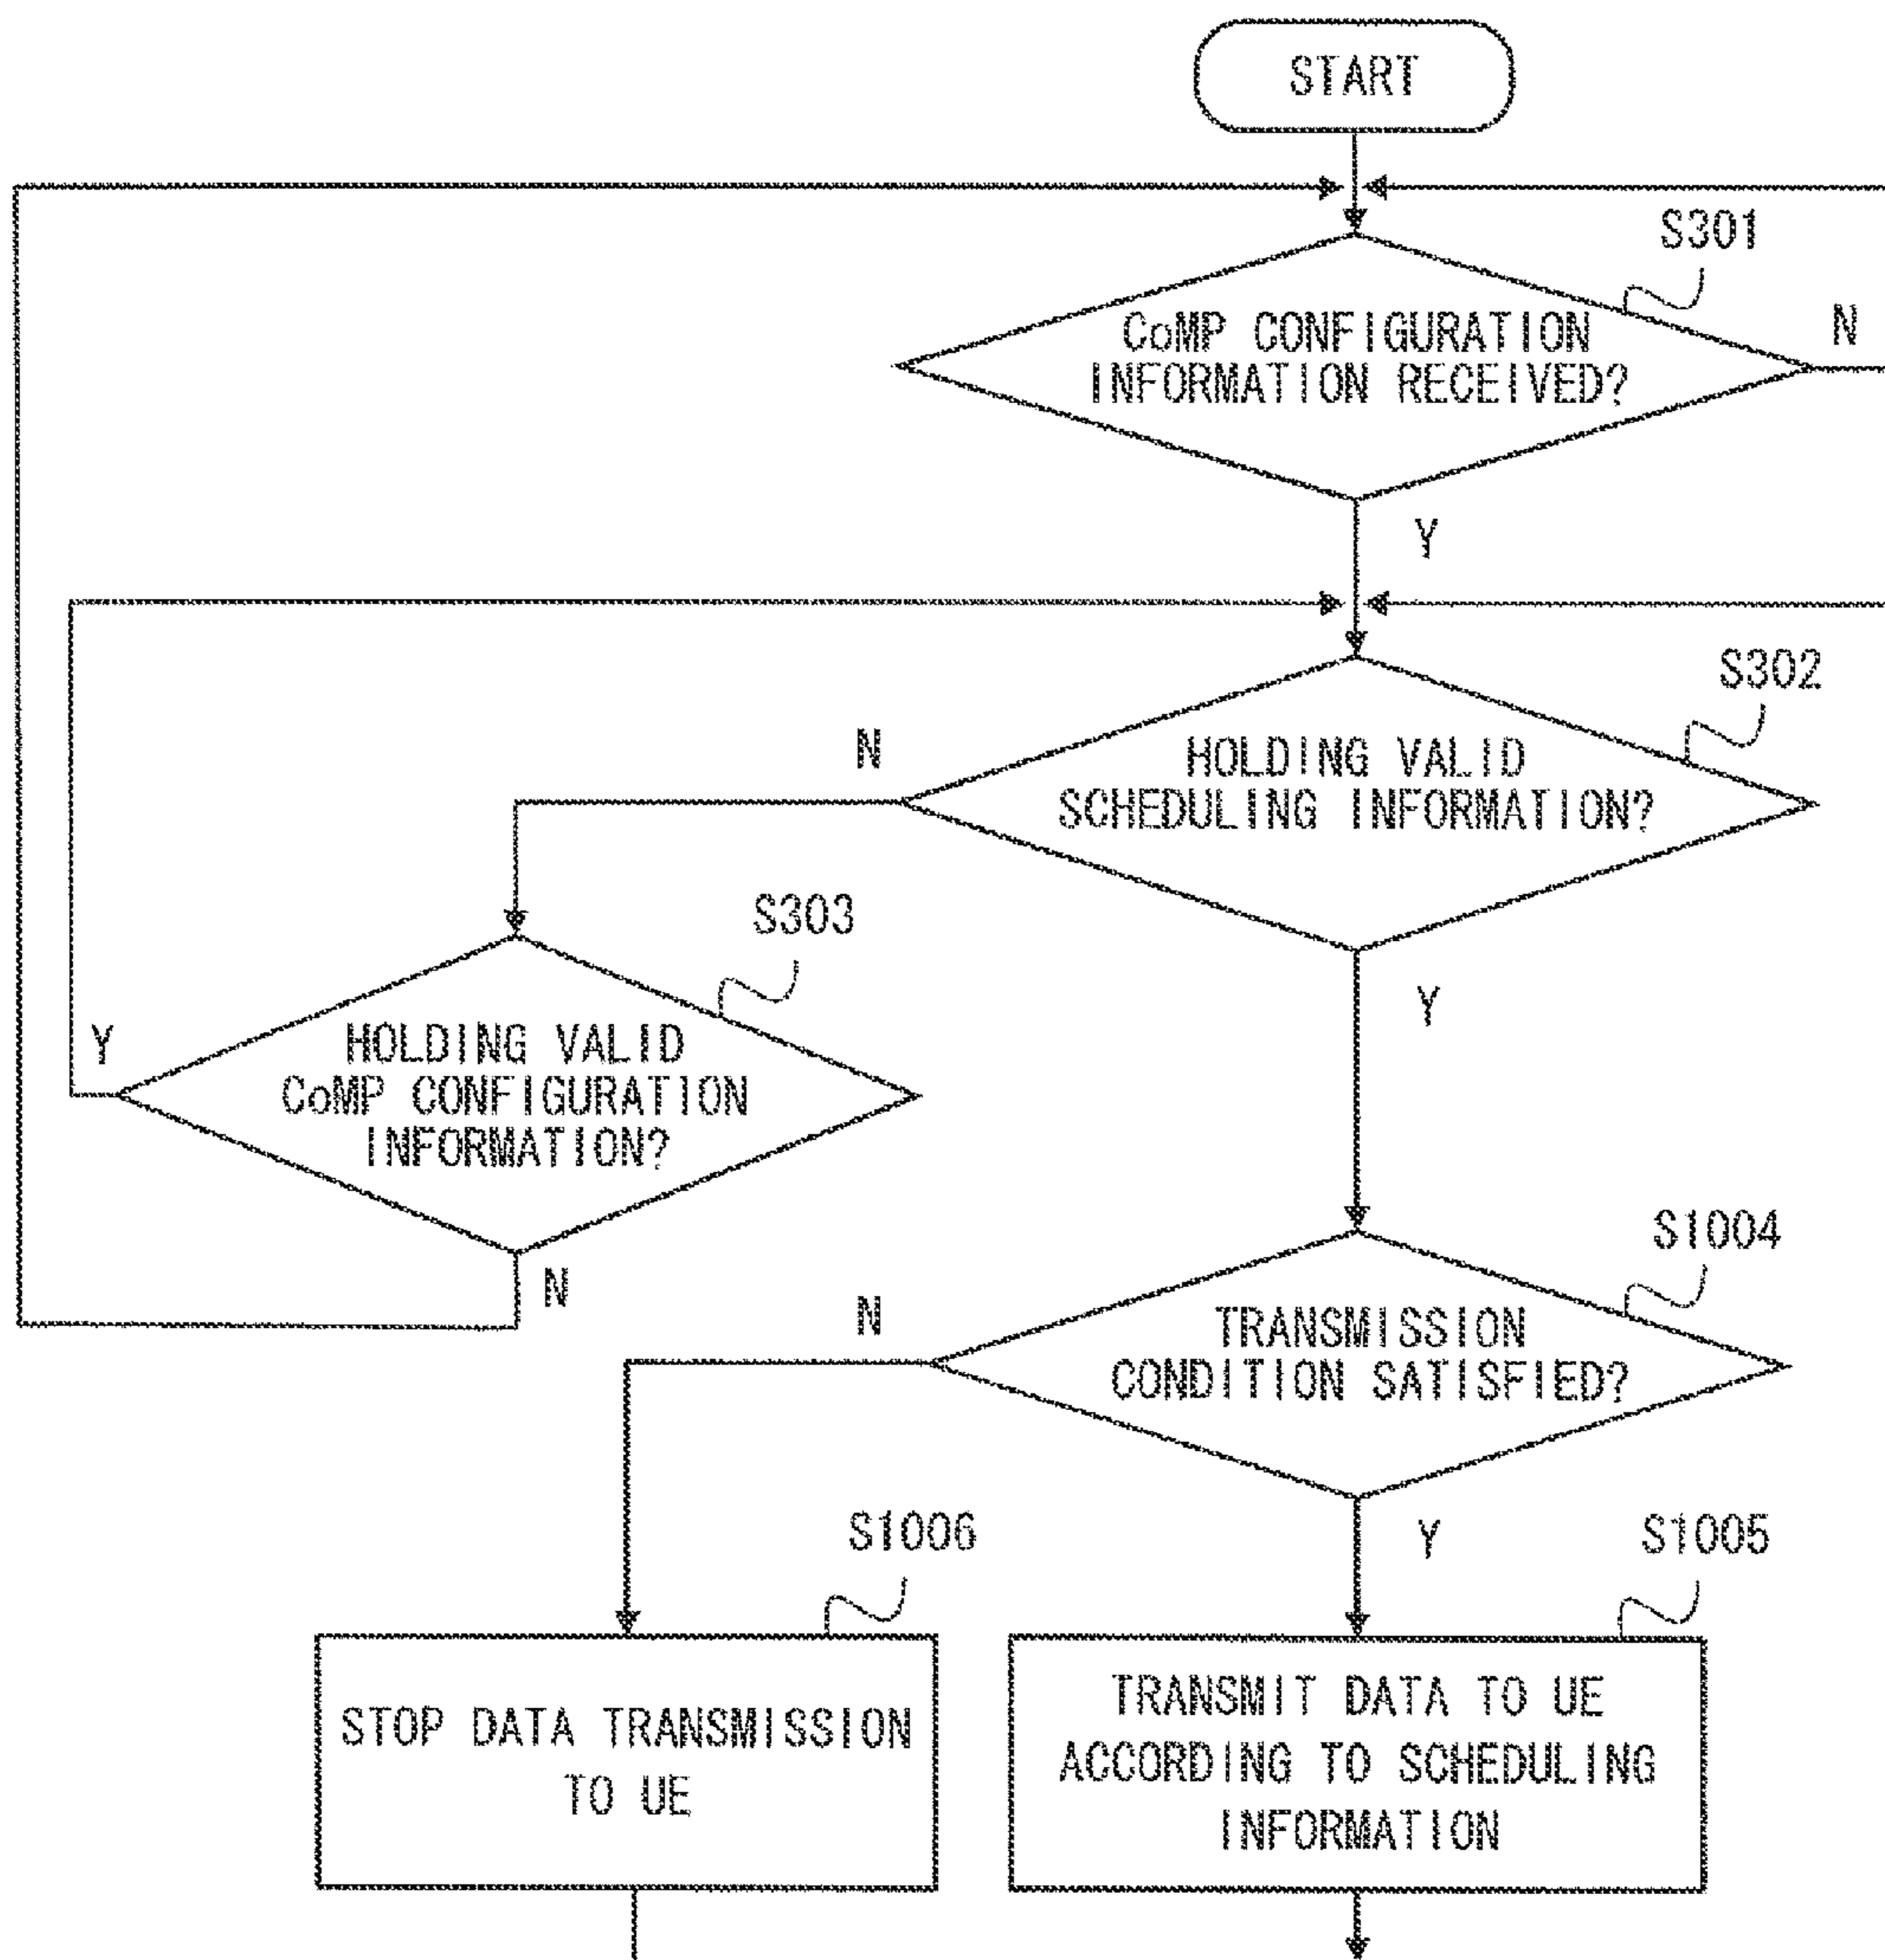 START
S301
CoMP CONFIGURATION
INFORMATION RECEIVED?
N
Y
S302
N
HOLDING VALID
SCHEDULING INFORMATION?
S303
Y
Y
HOLDING VALID
CoMP CONFIGURATION
INFORMATION?
N
S1004
N
TRANSMISSION
CONDITION SATISFIED?
Y
S1006
S1005
STOP DATA TRANSMISSION
TO UE
TRANSMIT DATA TO UE
ACCORDING TO SCHEDULING
INFORMATION